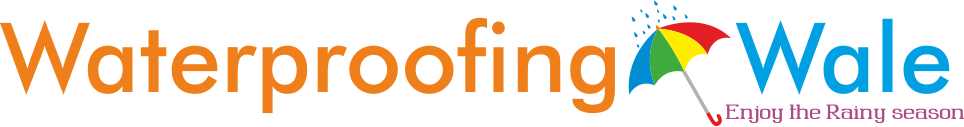 Waterproofing Wale
Enjoy the Rainy season